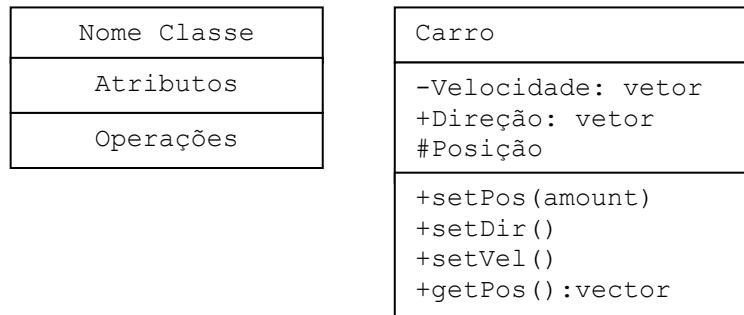 Nome Classe
Atributos
Operações
Carro
-Velocidade: vetor
+Direção: vetor
#Posição
+setPos(amount)
+setDir()
+setVel()
+getPos():vector